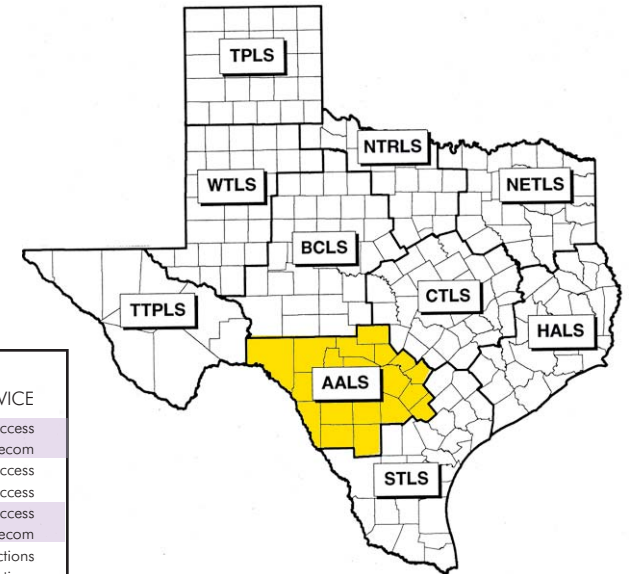 TPLS
NTRLS
WTLS
NETLS
BCLS
CTLS
TTPLS
HALS
AALS
STLS
VICE
ccess
ecom
ccess
ccess
ccess
ecom
ctions